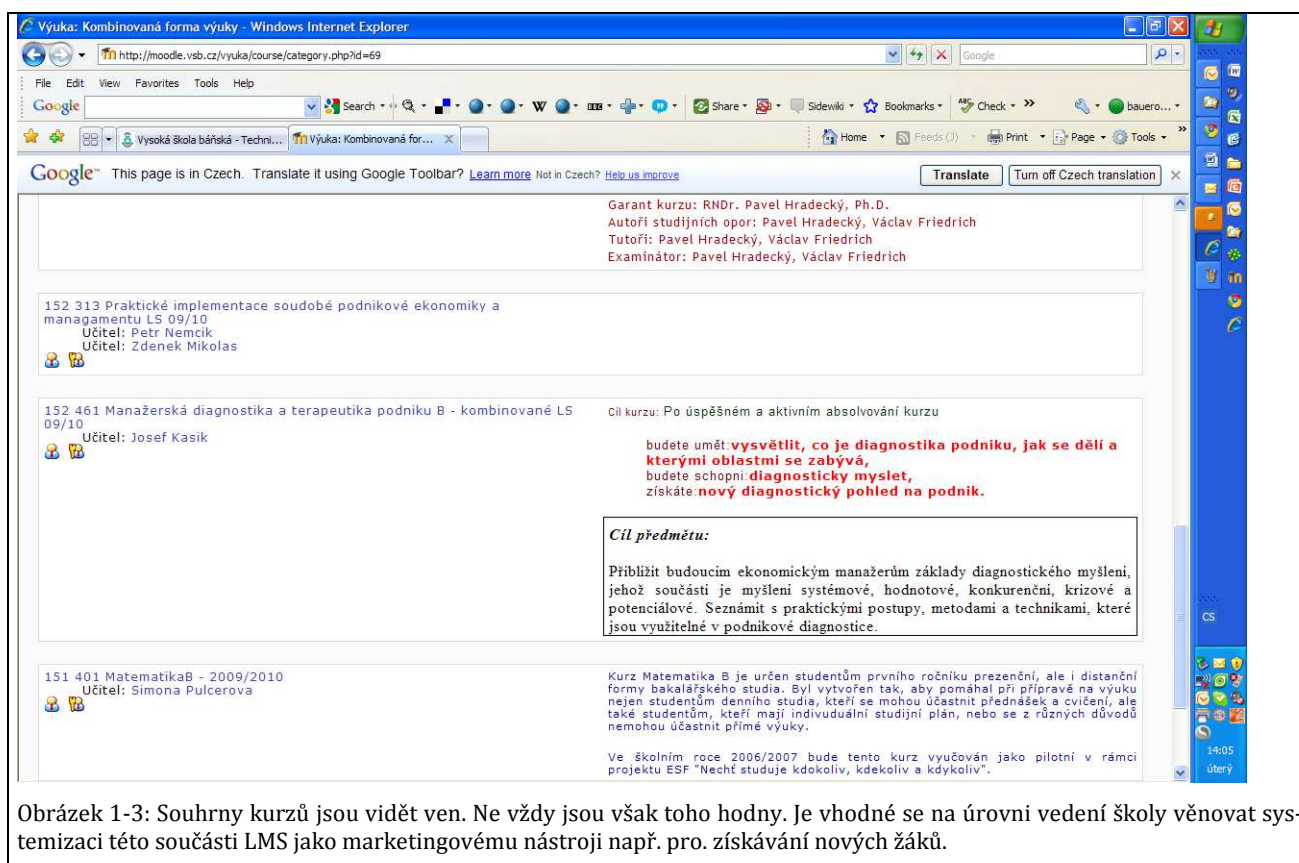 Výuka: Kombinovaná forma výuky - Windows Internet Explorer
http://moodle.vsb.cz/vyuka/course/category.php?id=69
Google
File Edit View Favorites Tools Help
Google Search Share Sidewiki Bookmarks Check bauero...
Vysoká škola báňská - Techni... Výuka: Kombinovaná for... Home Feeds (3) Print Page Tools
Google This page is in Czech. Translate it using Google Toolbar? Learn more Not in Czech? Help us improve Translate Turn off Czech translation
Garant kurzu: RNDr. Pavel Hradecký, Ph.D.
Autoři studijních opor: Pavel Hradecký, Václav Friedrich
Tutoři: Pavel Hradecký, Václav Friedrich
Examinátor: Pavel Hradecký, Václav Friedrich
152 313 Praktické implementace soudobé podnikové ekonomiky a
managamentu LS 09/10
Učitel: Petr Nemcik
Učitel: Zdenek Mikolas
152 461 Manažerská diagnostika a terapeutika podniku B - kombinované LS
09/10
Učitel: Josef Kasik
Cíl kurzu: Po úspěšném a aktivním absolvování kurzu
budete umět:vysvětlit, co je diagnostika podniku, jak se dělí a
kterými oblastmi se zabývá,
budete schopni:diagnosticky myslet,
získáte:nový diagnostický pohled na podnik.
Cíl předmětu:
Přiblížit budoucim ekonomickým manažerům základy diagnostického myšleni,
jehož součásti je myšleni systémové, hodnotové, konkurenčni, krizové a
potenciálové. Seznámit s praktickými postupy, metodami a technikami, které
jsou využitelné v podnikové diagnostice.
151 401 MatematikaB - 2009/2010
Učitel: Simona Pulcerova
Kurz Matematika B je určen studentům prvního ročníku prezenční, ale i distanční
formy bakalářského studia. Byl vytvořen tak, aby pomáhal při přípravě na výuku
nejen studentům denního studia, kteří se mohou účastnit přednášek a cvičení, ale
také studentům, kteří mají indivuduální studijní plán, nebo se z různých důvodů
nemohou účastnit přímé výuky.
Ve školním roce 2006/2007 bude tento kurz vyučován jako pilotní v rámci
projektu ESF "Nechť studuje kdokoliv, kdekoliv a kdykoliv".
CS
14:05
úterý
Obrázek 1-3: Souhrny kurzů jsou vidět ven. Ne vždy jsou však toho hodny. Je vhodné se na úrovni vedení školy věnovat sys-
temizaci této součásti LMS jako marketingovému nástroji např. pro. získávání nových žáků.